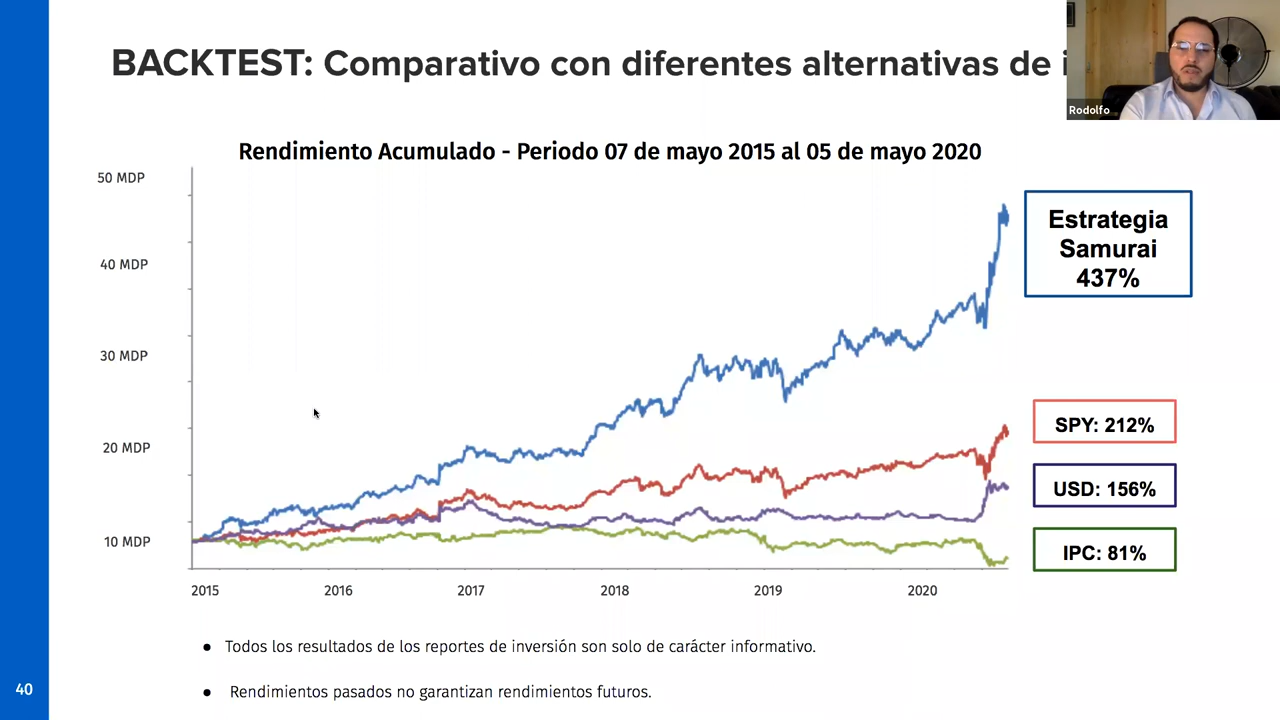 BACKTEST: Comparativo con diferentes alternativas de
Rodolfo
Rendimiento Acumulado - Periodo 07 de mayo 2015 al 05 de mayo 2020
50 MDP
40 MDP
30 MDP
20 MDP
10 MDP
2015 2016 2017 2018 2019 2020
Estrategia
Samurai
437%
SPY: 212%
USD: 156%
IPC: 81%
● Todos los resultados de los reportes de inversión son solo de carácter informativo.
● Rendimientos pasados no garantizan rendimientos futuros.
40